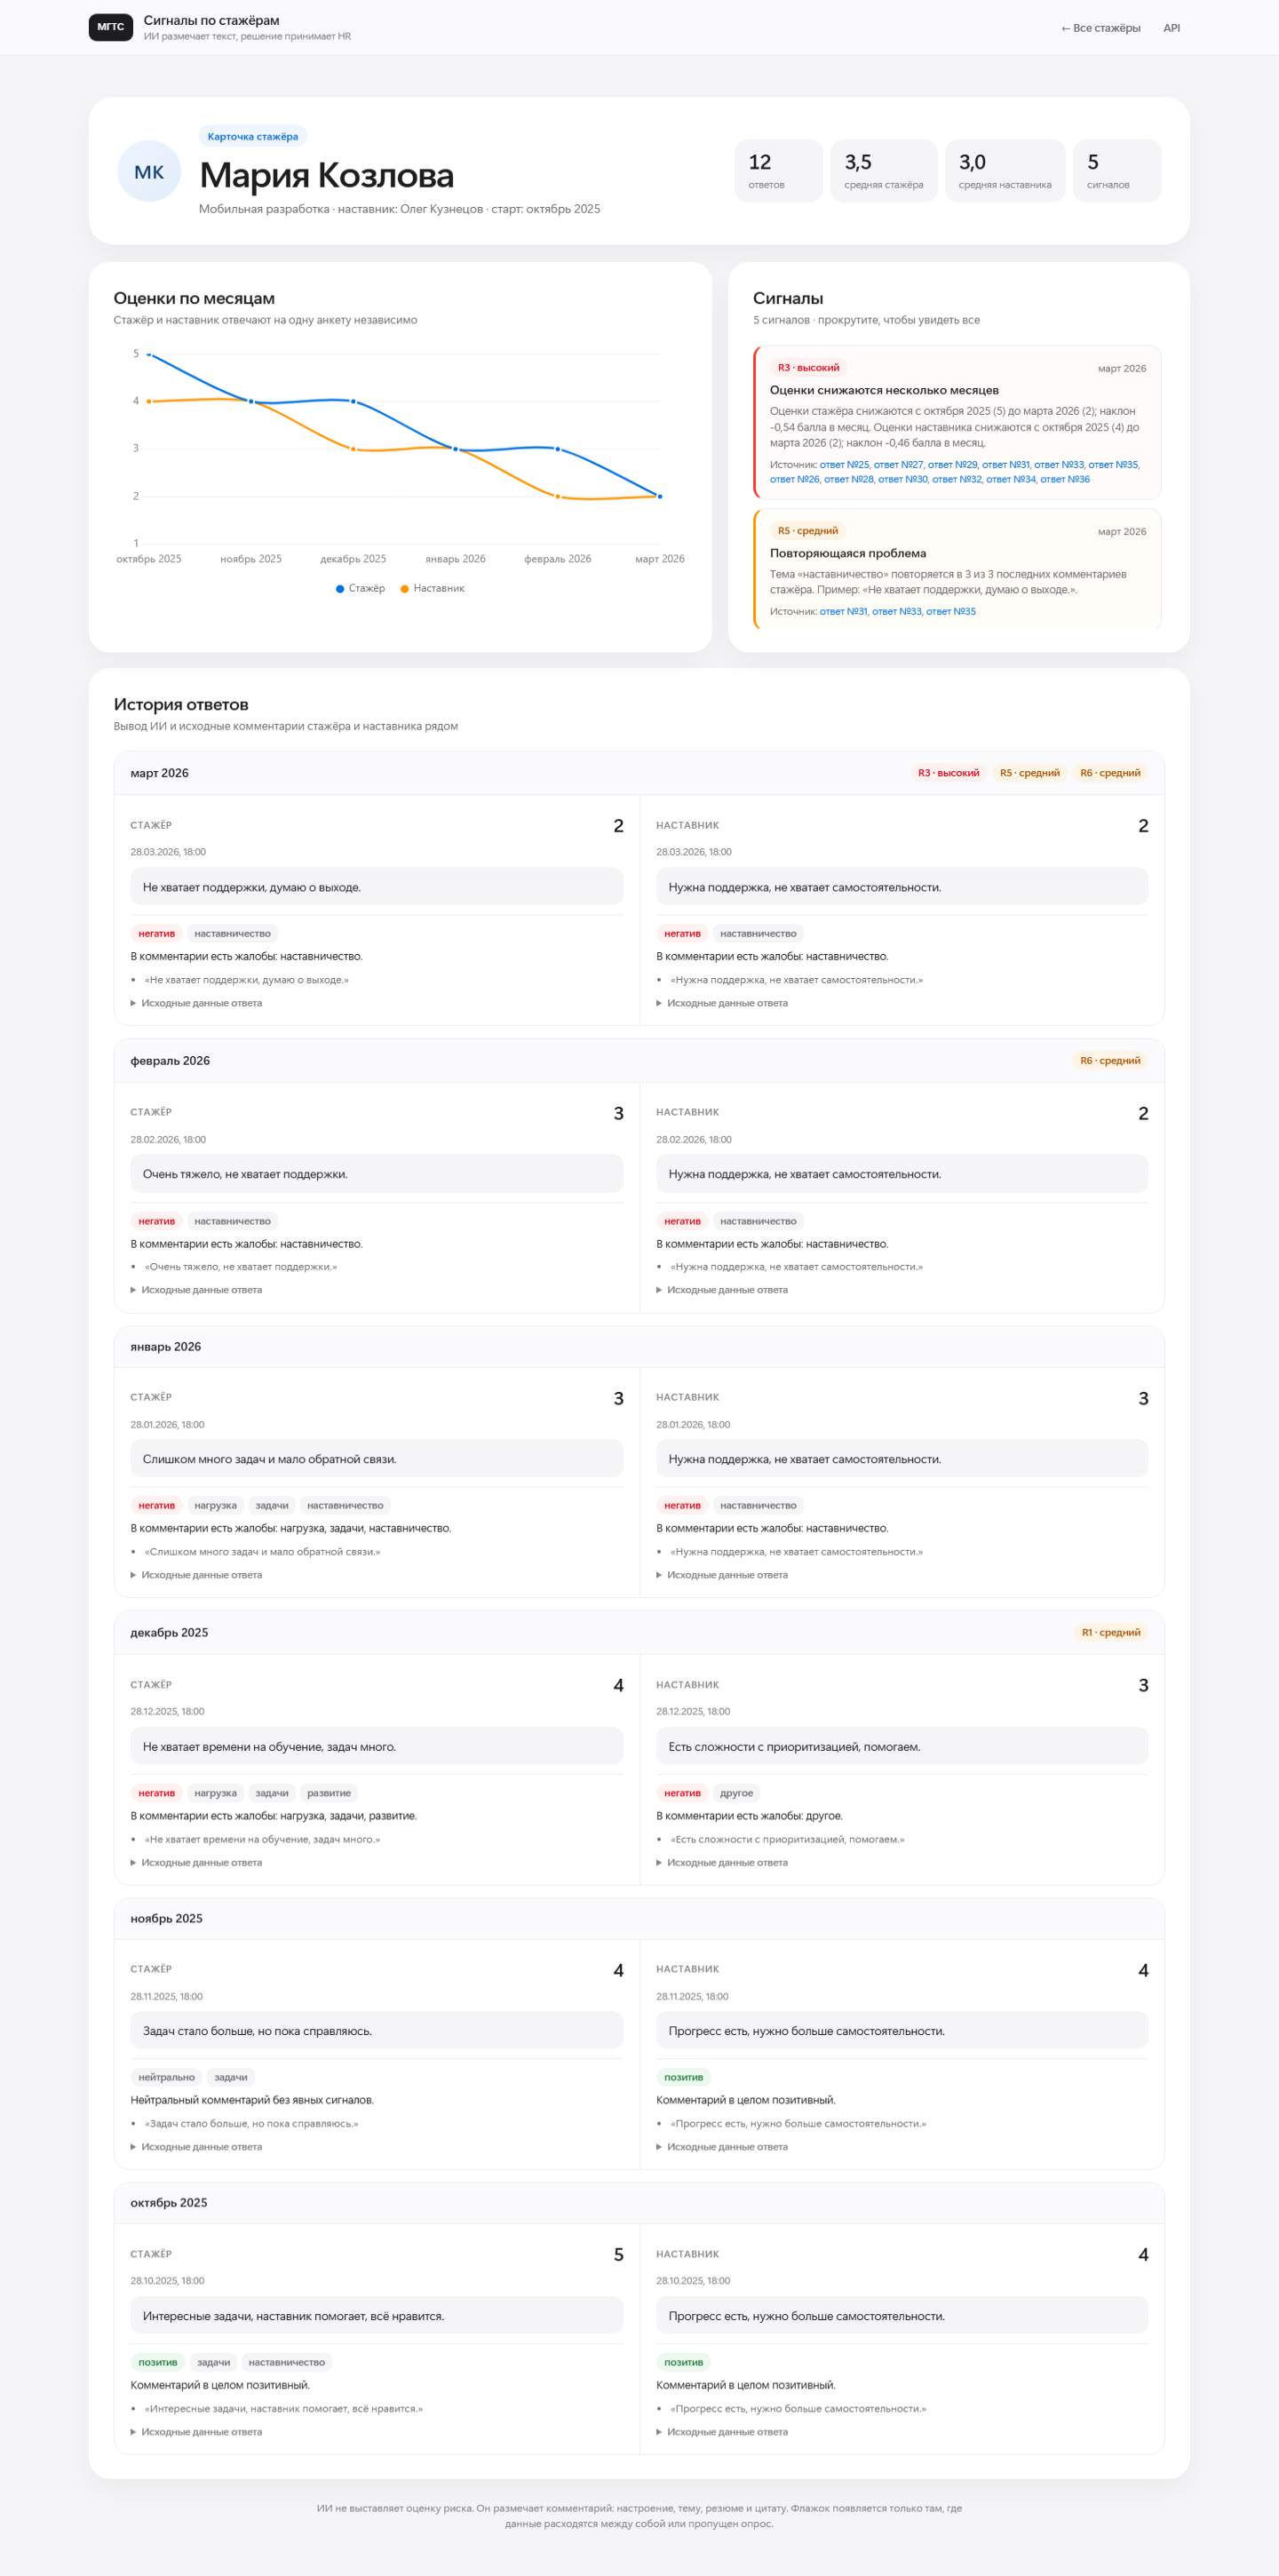 МГТС
Сигналы по стажёрам
ИИ размечает текст, решение принимает HR
← Все стажёры
API
МК
Карточка стажёра
Мария Козлова
Мобильная разработка · наставник: Олег Кузнецов · старт: октябрь 2025
12
ответов
3,5
средняя стажёра
3,0
средняя наставника
5
сигналов
Оценки по месяцам
Стажёр и наставник отвечают на одну анкету независимо
5
4
3
2
1
октябрь 2025
ноябрь 2025
декабрь 2025
январь 2026
февраль 2026
март 2026
Стажёр
Наставник
Сигналы
5 сигналов · прокрутите, чтобы увидеть все
R3 · высокий
март 2026
Оценки снижаются несколько месяцев
Оценки стажёра снижаются с октября 2025 (5) до марта 2026 (2); наклон
-0,54 балла в месяц. Оценки наставника снижаются с октября 2025 (4) до
марта 2026 (2); наклон -0,46 балла в месяц.
Источник: ответ №25, ответ №27, ответ №29, ответ №31, ответ №33, ответ №35,
ответ №26, ответ №28, ответ №30, ответ №32, ответ №34, ответ №36
R5 · средний
март 2026
Повторяющаяся проблема
Тема «наставничество» повторяется в 3 из 3 последних комментариев
стажёра. Пример: «Не хватает поддержки, думаю о выходе.».
Источник: ответ №31, ответ №33, ответ №35
История ответов
Вывод ИИ и исходные комментарии стажёра и наставника рядом
март 2026
R3 · высокий
R5 · средний
R6 · средний
СТАЖЁР
2
28.03.2026, 18:00
Не хватает поддержки, думаю о выходе.
негатив
наставничество
В комментарии есть жалобы: наставничество.
• «Не хватает поддержки, думаю о выходе.»
▶ Исходные данные ответа
НАСТАВНИК
2
28.03.2026, 18:00
Нужна поддержка, не хватает самостоятельности.
негатив
наставничество
В комментарии есть жалобы: наставничество.
• «Нужна поддержка, не хватает самостоятельности.»
▶ Исходные данные ответа
февраль 2026
R6 · средний
СТАЖЁР
3
28.02.2026, 18:00
Очень тяжело, не хватает поддержки.
негатив
наставничество
В комментарии есть жалобы: наставничество.
• «Очень тяжело, не хватает поддержки.»
▶ Исходные данные ответа
НАСТАВНИК
2
28.02.2026, 18:00
Нужна поддержка, не хватает самостоятельности.
негатив
наставничество
В комментарии есть жалобы: наставничество.
• «Нужна поддержка, не хватает самостоятельности.»
▶ Исходные данные ответа
январь 2026
СТАЖЁР
3
28.01.2026, 18:00
Слишком много задач и мало обратной связи.
негатив
нагрузка
задачи
наставничество
В комментарии есть жалобы: нагрузка, задачи, наставничество.
• «Слишком много задач и мало обратной связи.»
▶ Исходные данные ответа
НАСТАВНИК
3
28.01.2026, 18:00
Нужна поддержка, не хватает самостоятельности.
негатив
наставничество
В комментарии есть жалобы: наставничество.
• «Нужна поддержка, не хватает самостоятельности.»
▶ Исходные данные ответа
декабрь 2025
R1 · средний
СТАЖЁР
4
28.12.2025, 18:00
Не хватает времени на обучение, задач много.
негатив
нагрузка
задачи
развитие
В комментарии есть жалобы: нагрузка, задачи, развитие.
• «Не хватает времени на обучение, задач много.»
▶ Исходные данные ответа
НАСТАВНИК
3
28.12.2025, 18:00
Есть сложности с приоритизацией, помогаем.
негатив
другое
В комментарии есть жалобы: другое.
• «Есть сложности с приоритизацией, помогаем.»
▶ Исходные данные ответа
ноябрь 2025
СТАЖЁР
4
28.11.2025, 18:00
Задач стало больше, но пока справляюсь.
нейтрально
задачи
Нейтральный комментарий без явных сигналов.
• «Задач стало больше, но пока справляюсь.»
▶ Исходные данные ответа
НАСТАВНИК
4
28.11.2025, 18:00
Прогресс есть, нужно больше самостоятельности.
позитив
Комментарий в целом позитивный.
• «Прогресс есть, нужно больше самостоятельности.»
▶ Исходные данные ответа
октябрь 2025
СТАЖЁР
5
28.10.2025, 18:00
Интересные задачи, наставник помогает, всё нравится.
позитив
задачи
наставничество
Комментарий в целом позитивный.
• «Интересные задачи, наставник помогает, всё нравится.»
▶ Исходные данные ответа
НАСТАВНИК
4
28.10.2025, 18:00
Прогресс есть, нужно больше самостоятельности.
позитив
Комментарий в целом позитивный.
• «Прогресс есть, нужно больше самостоятельности.»
▶ Исходные данные ответа
ИИ не выставляет оценку риска. Он размечает комментарий: настроение, тему, резюме и цитату. Флажок появляется только там, где
данные расходятся между собой или пропущен опрос.